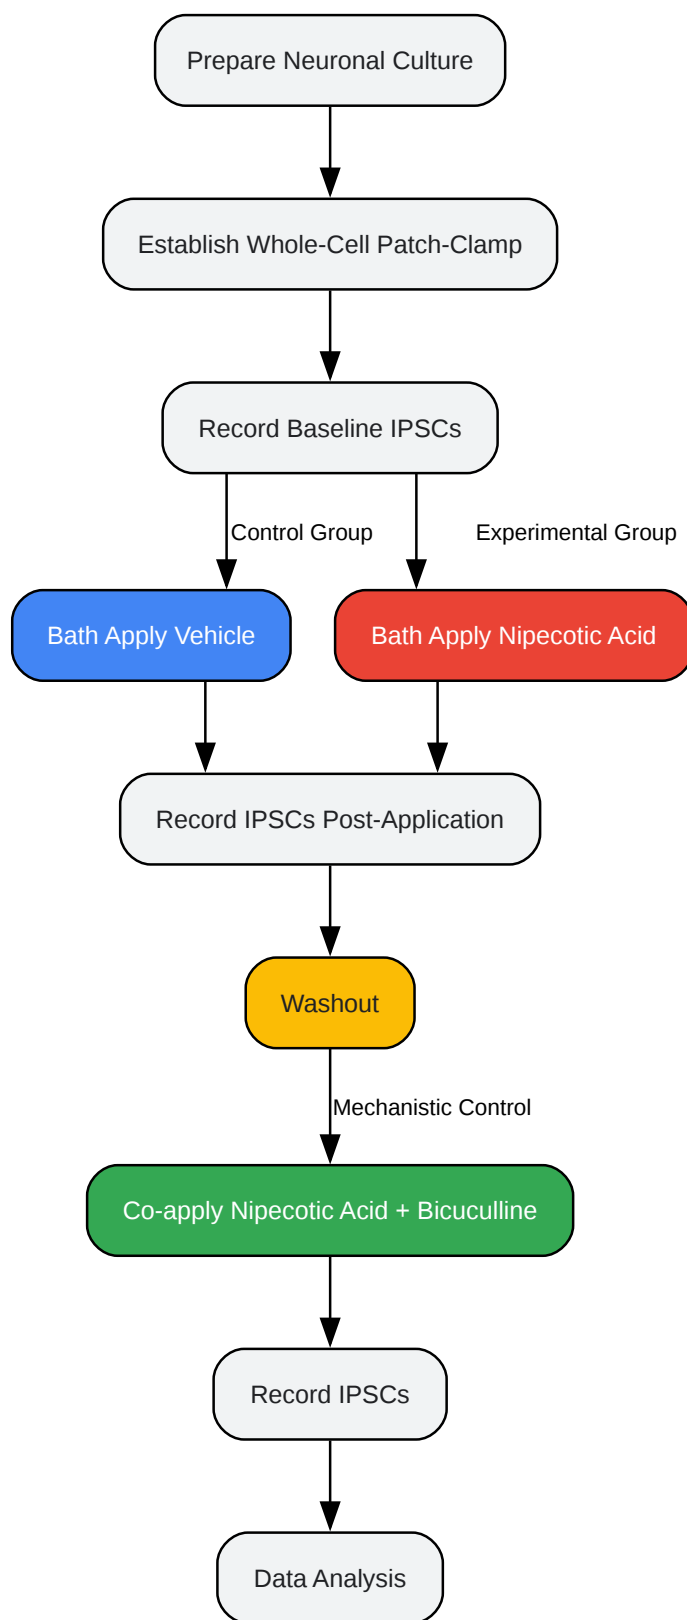 Prepare Neuronal Culture
Establish Whole-Cell Patch-Clamp
Record Baseline IPSCs
Control Group
Experimental Group
Bath Apply Vehicle
Bath Apply Nipecotic Acid
Record IPSCs Post-Application
Washout
Mechanistic Control
Co-apply Nipecotic Acid + Bicuculline
Record IPSCs
Data Analysis